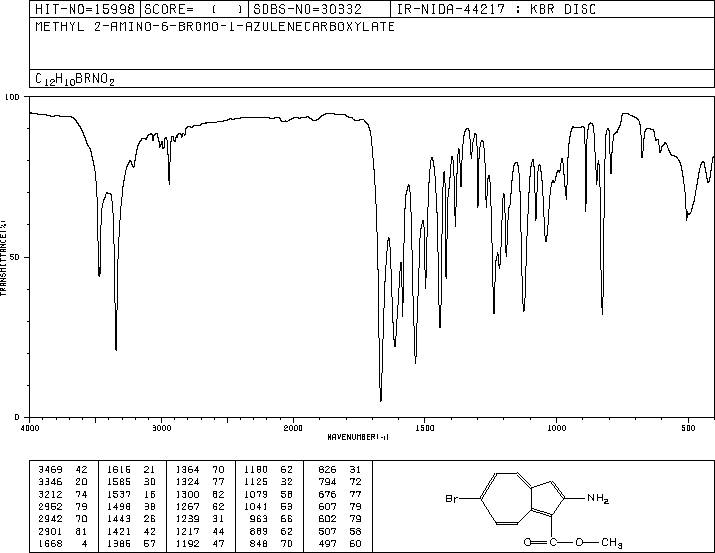 HIT-NO=15998 SCORE= ( ) SDBS-NO=30332 IR-NIDA-44217 : KBR DISC
METHYL 2-AMINO-6-BROMO-1-AZULENECARBOXYLATE
C12H10BRNO2
100
50
0
TRANSMITTANCE(%)
4000 3000 2000 1500 1000 500
WAVENUMBER(-1)
3469 42 1616 21 1364 70 1180 62 826 31
3346 20 1585 30 1324 77 1125 32 794 72
3212 74 1537 16 1300 62 1079 58 676 77
2952 79 1498 38 1267 62 1041 53 607 79
2942 70 1443 26 1239 31 963 66 602 79
2901 81 1421 42 1217 44 889 62 507 58
1668 4 1386 57 1192 47 848 70 497 60
Br NH2
O C O CH3